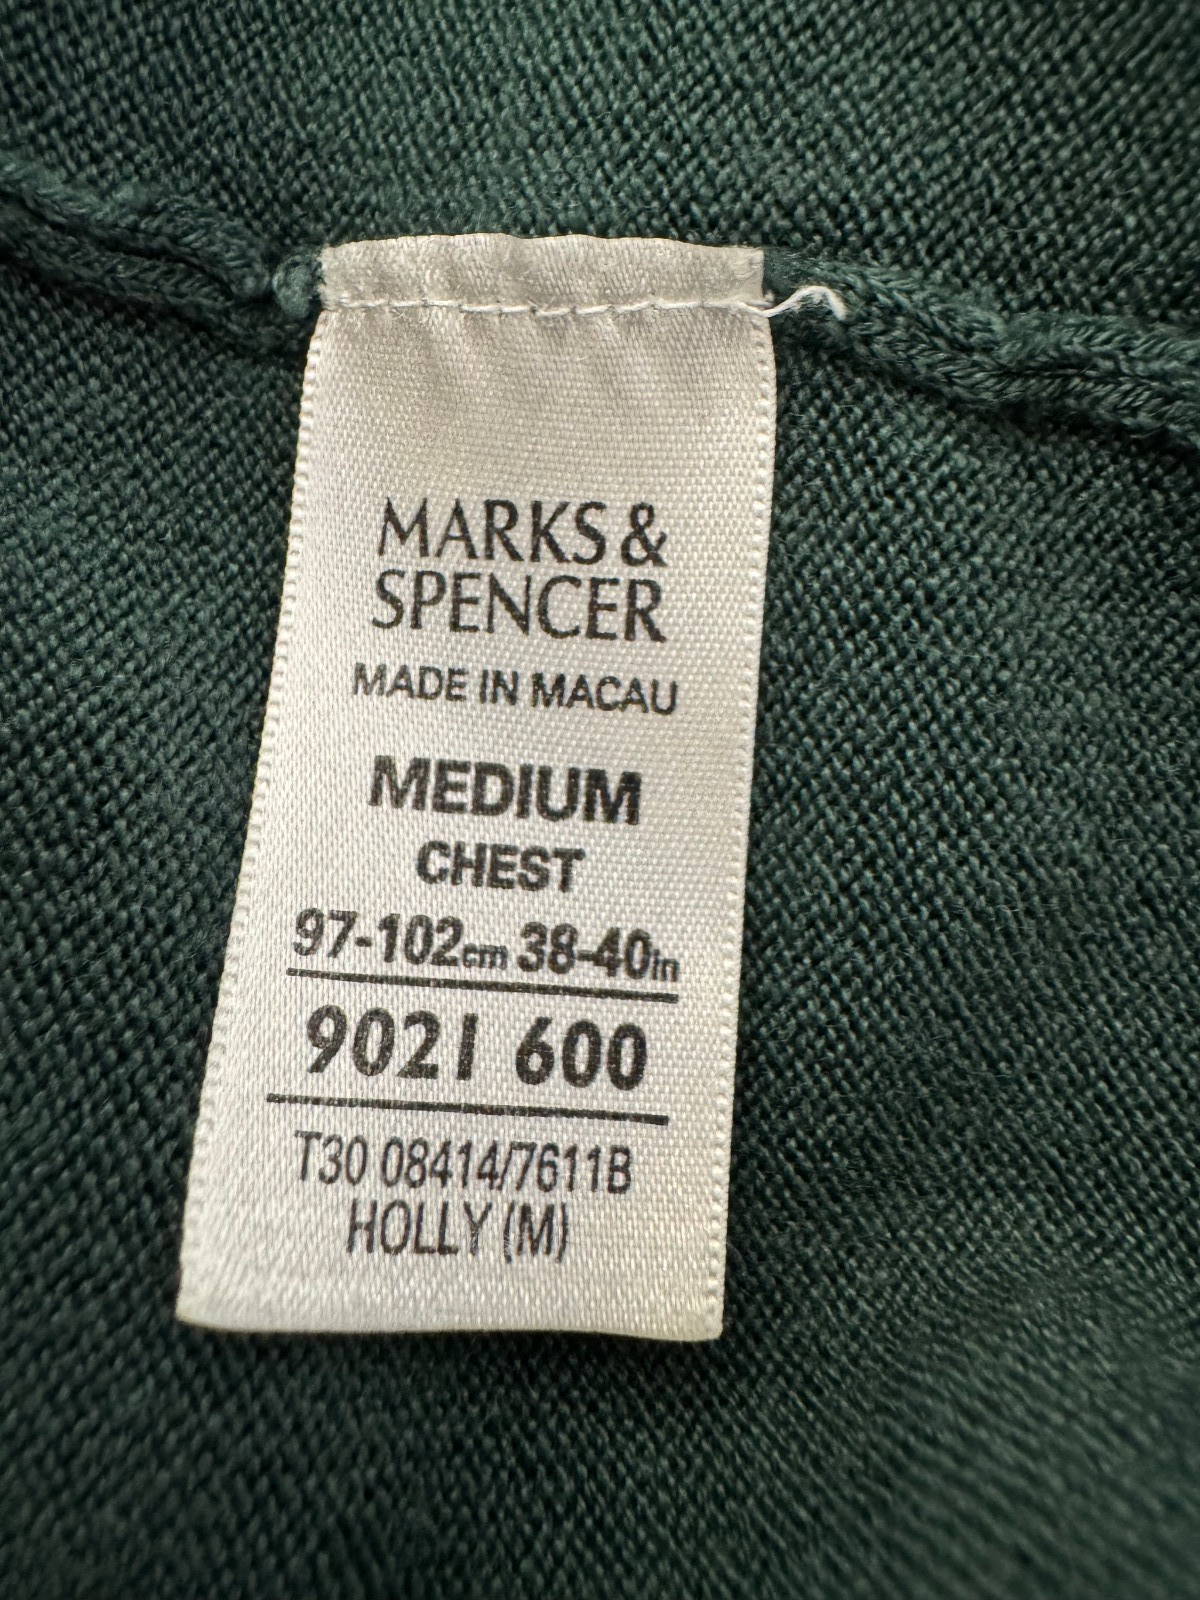 MARKS &
SPENCER
MADE IN MACAU
MEDIUM
CHEST
97-102cm 38-40in
9021 600
T30 08414/7611B
HOLLY (M)